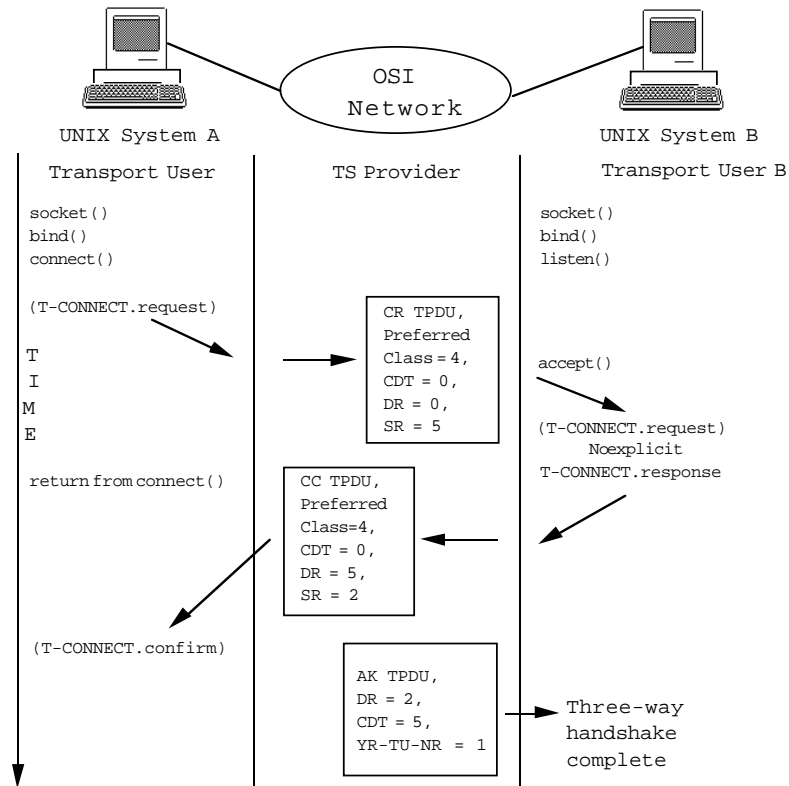 OSI
Network
UNIX System A
UNIX System B
Transport User
TS Provider
Transport User B
socket()
bind()
connect()
socket()
bind()
listen()
(T-CONNECT.request)
CR TPDU,
Preferred
Class = 4,
CDT = 0,
DR = 0,
SR = 5
T
I
M
E
accept()
(T-CONNECT.request)
Noexplicit
T-CONNECT.response
return from connect()
CC TPDU,
Preferred
Class=4,
CDT = 0,
DR = 5,
SR = 2
(T-CONNECT.confirm)
AK TPDU,
DR = 2,
CDT = 5,
YR-TU-NR = 1
Three-way
handshake
complete